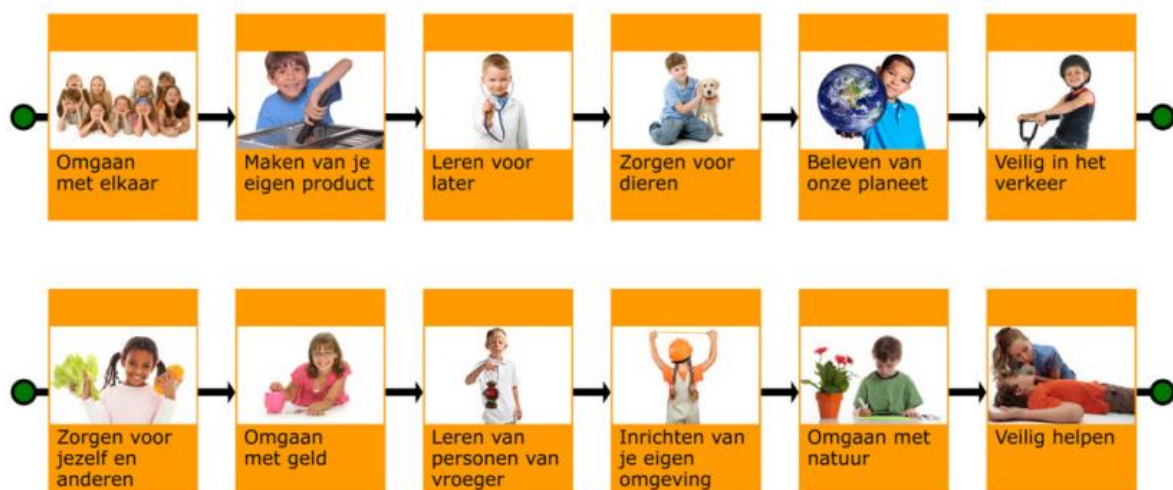 Omgaan
met elkaar
Maken van je
eigen product
Leren voor
later
Zorgen voor
dieren
Beleven van
onze planeet
Veilig in het
verkeer
Zorgen voor
jezelf en
anderen
Omgaan
met geld
Leren van
personen van
vroeger
Inrichten van
je eigen
omgeving
Omgaan met
natuur
Veilig helpen